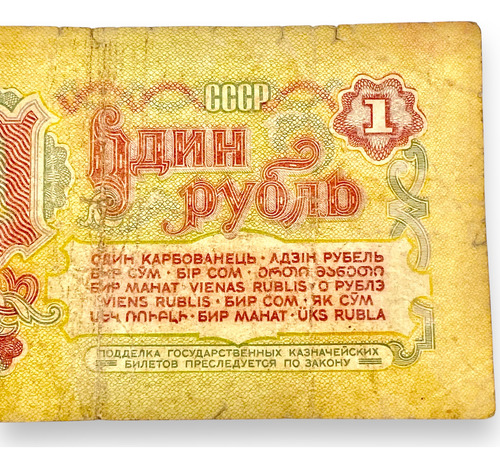 СССР
1
Один
рубль
ОДИН КАРБОВАНЕЦЬ · АДЗІН РУБЕЛЬ
БИР СЎМ · БІР СОМ · ᲔᲠᲗᲘ ᲛᲐᲜᲔᲗᲘ
БИР МАНАТ · VIENAS RUBLIS · О РУБЛЭ
VIENS RUBLIS · БИР СОМ · ЯК СЎМ
ՄԵԿ ՌՈՒԲԼԻ · БИР МАНАТ · ÜKS RUBLA
ПОДДЕЛКА ГОСУДАРСТВЕННЫХ КАЗНАЧЕЙСКИХ
БИЛЕТОВ ПРЕСЛЕДУЕТСЯ ПО ЗАКОНУ